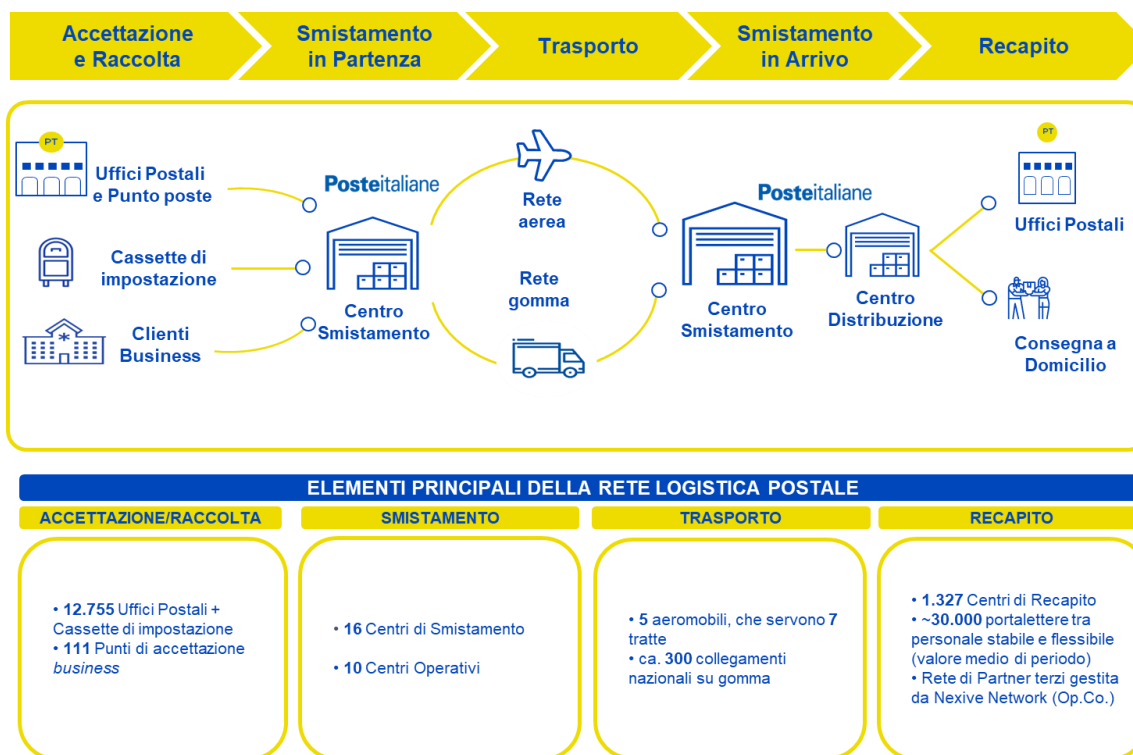 Accettazione
e Raccolta
Smistamento
in Partenza
Trasporto
Smistamento
in Arrivo
Recapito
PT
Uffici Postali
e Punto poste
Cassette di
impostazione
Clienti
Business
Posteitaliane
Centro
Smistamento
Rete
aerea
Rete
gomma
Posteitaliane
Centro
Smistamento
Centro
Distribuzione
PT
Uffici Postali
Consegna a
Domicilio
ELEMENTI PRINCIPALI DELLA RETE LOGISTICA POSTALE
ACCETTAZIONE/RACCOLTA
• 12.755 Uffici Postali +
Cassette di impostazione
• 111 Punti di accettazione
business
SMISTAMENTO
• 16 Centri di Smistamento
• 10 Centri Operativi
TRASPORTO
• 5 aeromobili, che servono 7
tratte
• ca. 300 collegamenti
nazionali su gomma
RECAPITO
• 1.327 Centri di Recapito
• ~30.000 portalettere tra
personale stabile e flessibile
(valore medio di periodo)
• Rete di Partner terzi gestita
da Nexive Network (Op.Co.)